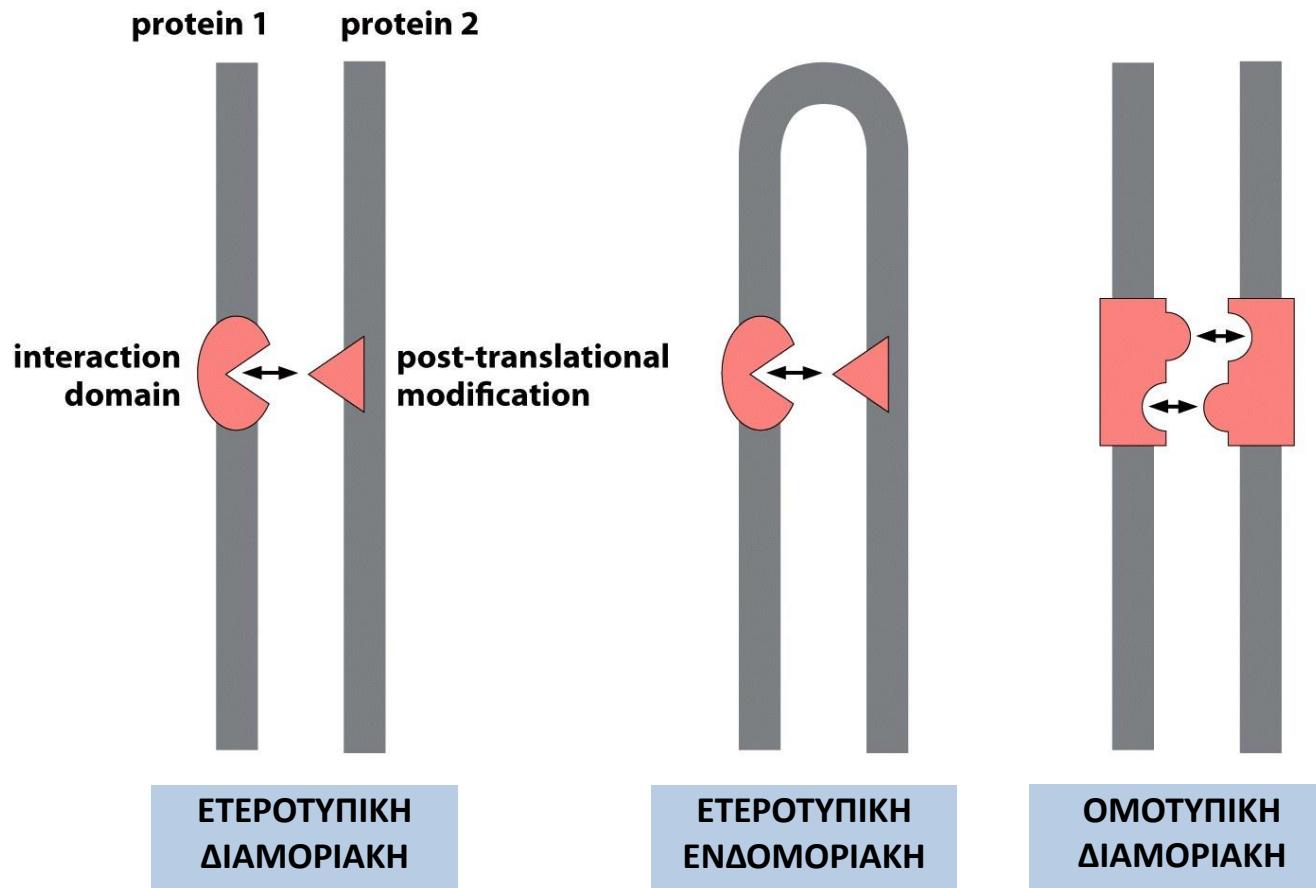 protein 1
protein 2
interaction
domain
post-translational
modification
ΕΤΕΡΟΤΥΠΙΚΗ
ΔΙΑΜΟΡΙΑΚΗ
ΕΤΕΡΟΤΥΠΙΚΗ
ΕΝΔΟΜΟΡΙΑΚΗ
ΟΜΟΤΥΠΙΚΗ
ΔΙΑΜΟΡΙΑΚΗ